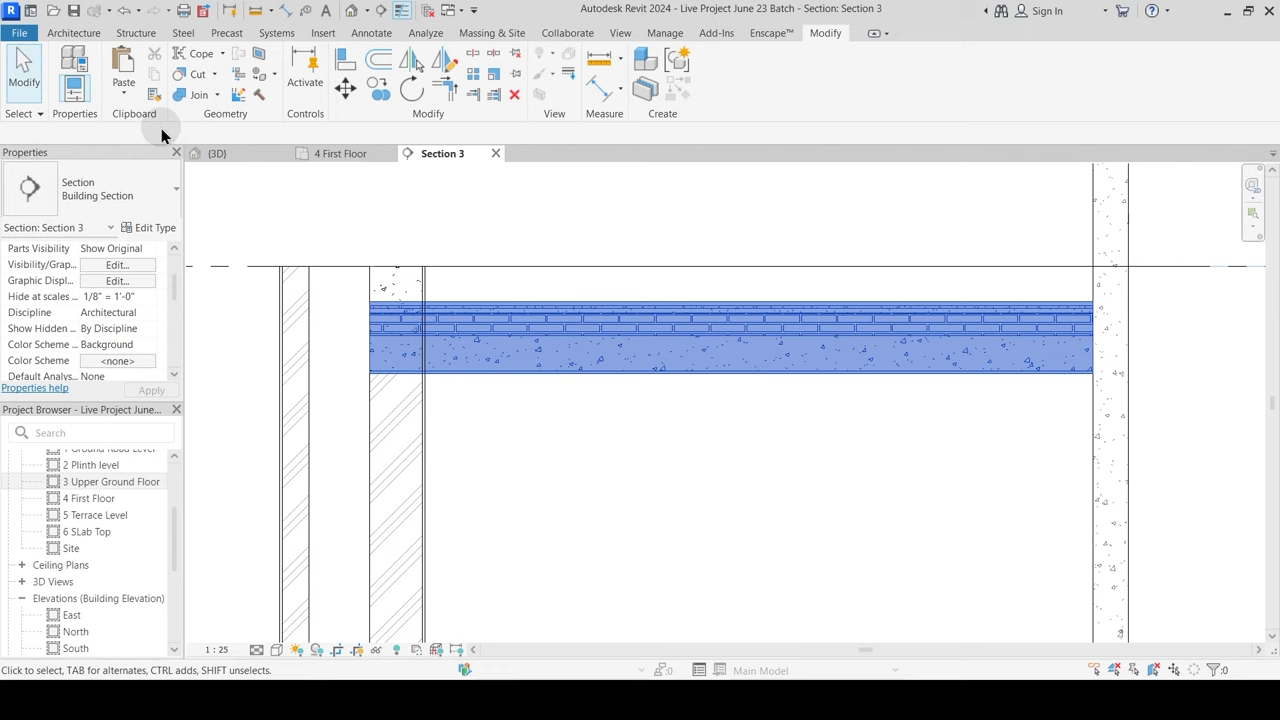 Autodesk Revit 2024 - Live Project June 23 Batch - Section: Section 3
Sign In
File Architecture Structure Steel Precast Systems Insert Annotate Analyze Massing & Site Collaborate View Manage Add-Ins Enscape™ Modify
Modify
Paste
Cope
Cut
Join
Activate
Select Properties Clipboard Geometry Controls Modify View Measure Create
Properties
{3D} 4 First Floor Section 3
Section
Building Section
Section: Section 3 Edit Type
Parts Visibility Show Original
Visibility/Grap... Edit...
Graphic Displ... Edit...
Hide at scales ... 1/8" = 1'-0"
Discipline Architectural
Show Hidden ... By Discipline
Color Scheme ... Background
Color Scheme <none>
Default Analys... None
Properties help Apply
Project Browser - Live Project June...
Search
1 Ground Road Level
2 Plinth level
3 Upper Ground Floor
4 First Floor
5 Terrace Level
6 SLab Top
Site
Ceiling Plans
3D Views
Elevations (Building Elevation)
East
North
South
1 : 25
Click to select, TAB for alternates, CTRL adds, SHIFT unselects.
:0
Main Model
:0